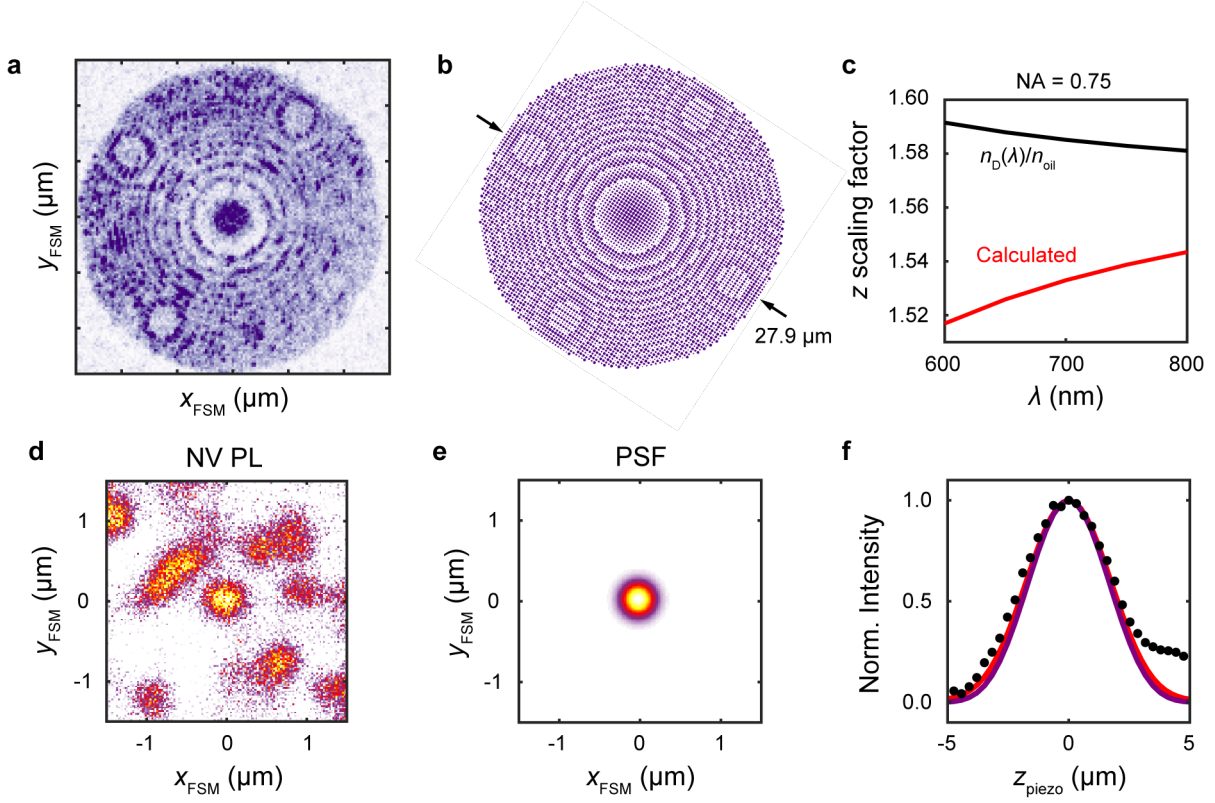 a
y_FSM (µm)
x_FSM (µm)
b
27.9 µm
c
NA = 0.75
z scaling factor
1.60
1.58
1.56
1.54
1.52
n_D(λ)/n_oil
Calculated
600
700
800
λ (nm)
d
NV PL
y_FSM (µm)
1
0
-1
-1
0
1
x_FSM (µm)
e
PSF
y_FSM (µm)
1
0
-1
-1
0
1
x_FSM (µm)
f
Norm. Intensity
1.0
0.5
0.0
-5
0
5
z_piezo (µm)